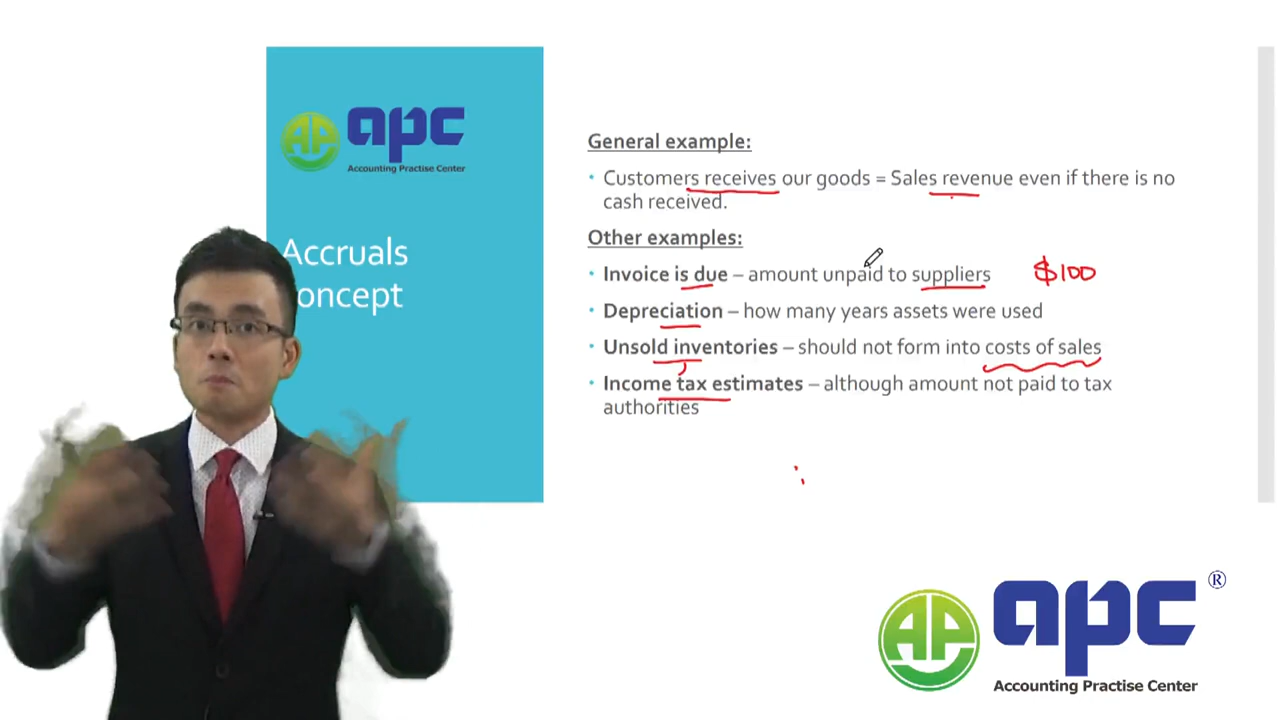 apc
Accounting Practise Center
Accruals
oncept
General example:
• Customers receives our goods = Sales revenue even if there is no
cash received.
Other examples:
• Invoice is due – amount unpaid to suppliers $100
• Depreciation – how many years assets were used
• Unsold inventories – should not form into costs of sales
• Income tax estimates – although amount not paid to tax
authorities
AP
apc ®
Accounting Practise Center